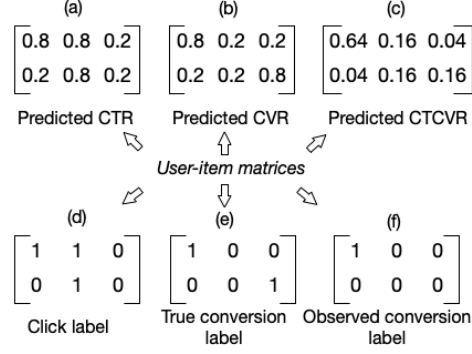 (a) (b) (c)
0.8 0.8 0.2 0.8 0.2 0.2 0.64 0.16 0.04
0.2 0.8 0.2 0.2 0.2 0.8 0.04 0.16 0.16
Predicted CTR Predicted CVR Predicted CTCVR
User-item matrices
(d) (e) (f)
1 1 0 1 0 0 1 0 0
0 1 0 0 0 1 0 0 0
Click label True conversion Observed conversion
label label